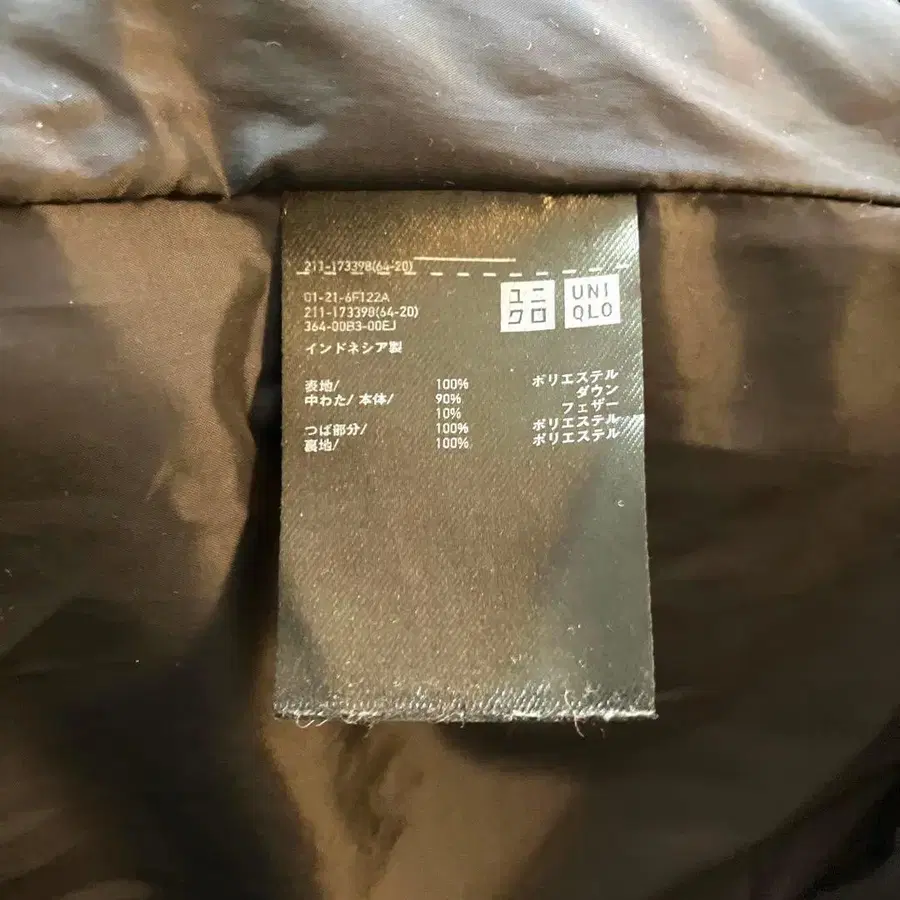 211-173398(64-20)
01-21-6F122A
211-173398(64-20)
364-00B3-00EJ
インドネシア製
ユニ
クロ
UNI
QLO
表地/ 100% ポリエステル
中わた/ 本体/ 90% ダウン
10% フェザー
つば部分/ 100% ポリエステル
裏地/ 100% ポリエステル